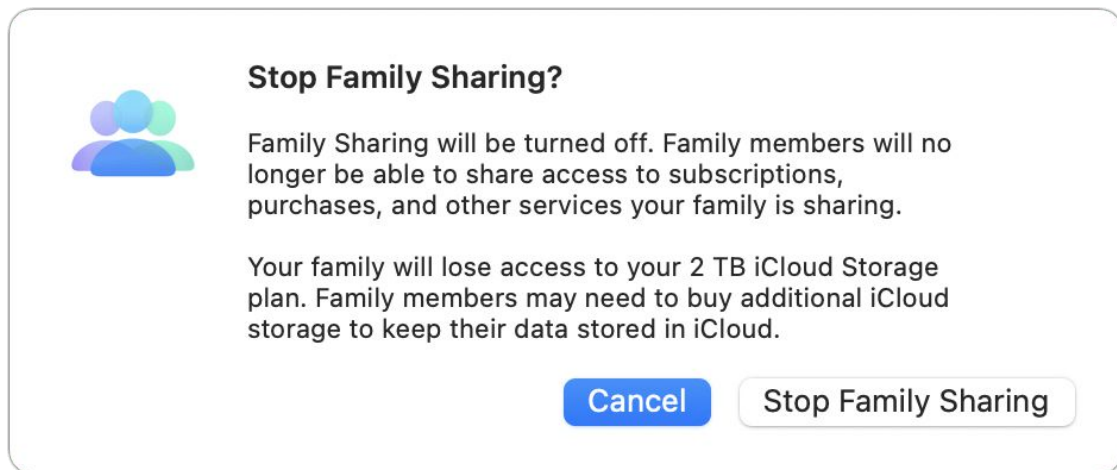 Stop Family Sharing?
Family Sharing will be turned off. Family members will no
longer be able to share access to subscriptions,
purchases, and other services your family is sharing.
Your family will lose access to your 2 TB iCloud Storage
plan. Family members may need to buy additional iCloud
storage to keep their data stored in iCloud.
Cancel
Stop Family Sharing